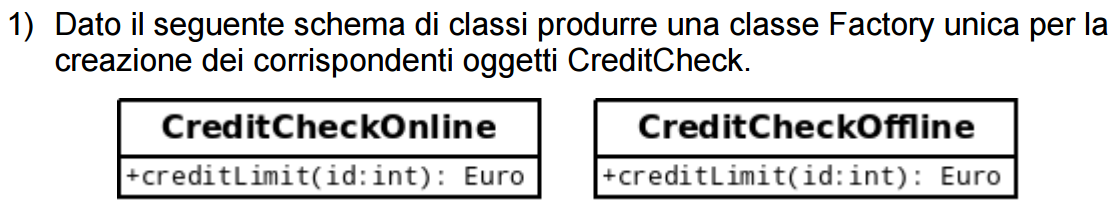 1) Dato il seguente schema di classi produrre una classe Factory unica per la
creazione dei corrispondenti oggetti CreditCheck.
CreditCheckOnline
+creditLimit(id:int): Euro
CreditCheckOffline
+creditLimit(id:int): Euro